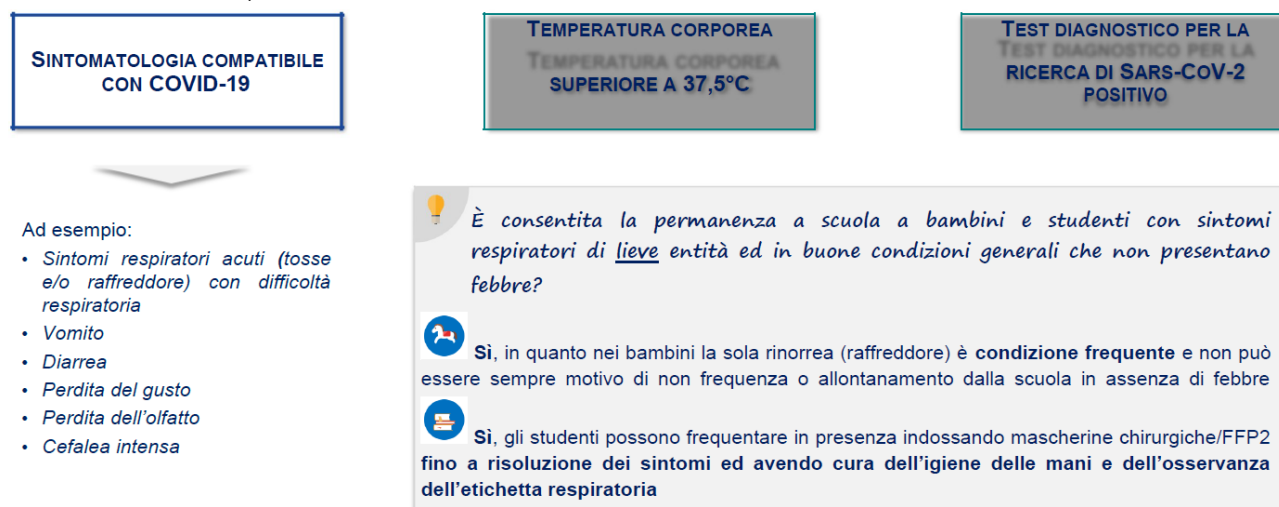 SINTOMATOLOGIA COMPATIBILE
CON COVID-19
TEMPERATURA CORPOREA
SUPERIORE A 37,5°C
TEST DIAGNOSTICO PER LA
RICERCA DI SARS-COV-2
POSITIVO
Ad esempio:
• Sintomi respiratori acuti (tosse
e/o raffreddore) con difficoltà
respiratoria
• Vomito
• Diarrea
• Perdita del gusto
• Perdita dell'olfatto
• Cefalea intensa
È consentita la permanenza a scuola a bambini e studenti con sintomi
respiratori di lieve entità ed in buone condizioni generali che non presentano
febbre?
Sì, in quanto nei bambini la sola rinorrea (raffreddore) è condizione frequente e non può
essere sempre motivo di non frequenza o allontanamento dalla scuola in assenza di febbre
Sì, gli studenti possono frequentare in presenza indossando mascherine chirurgiche/FFP2
fino a risoluzione dei sintomi ed avendo cura dell'igiene delle mani e dell'osservanza
dell'etichetta respiratoria